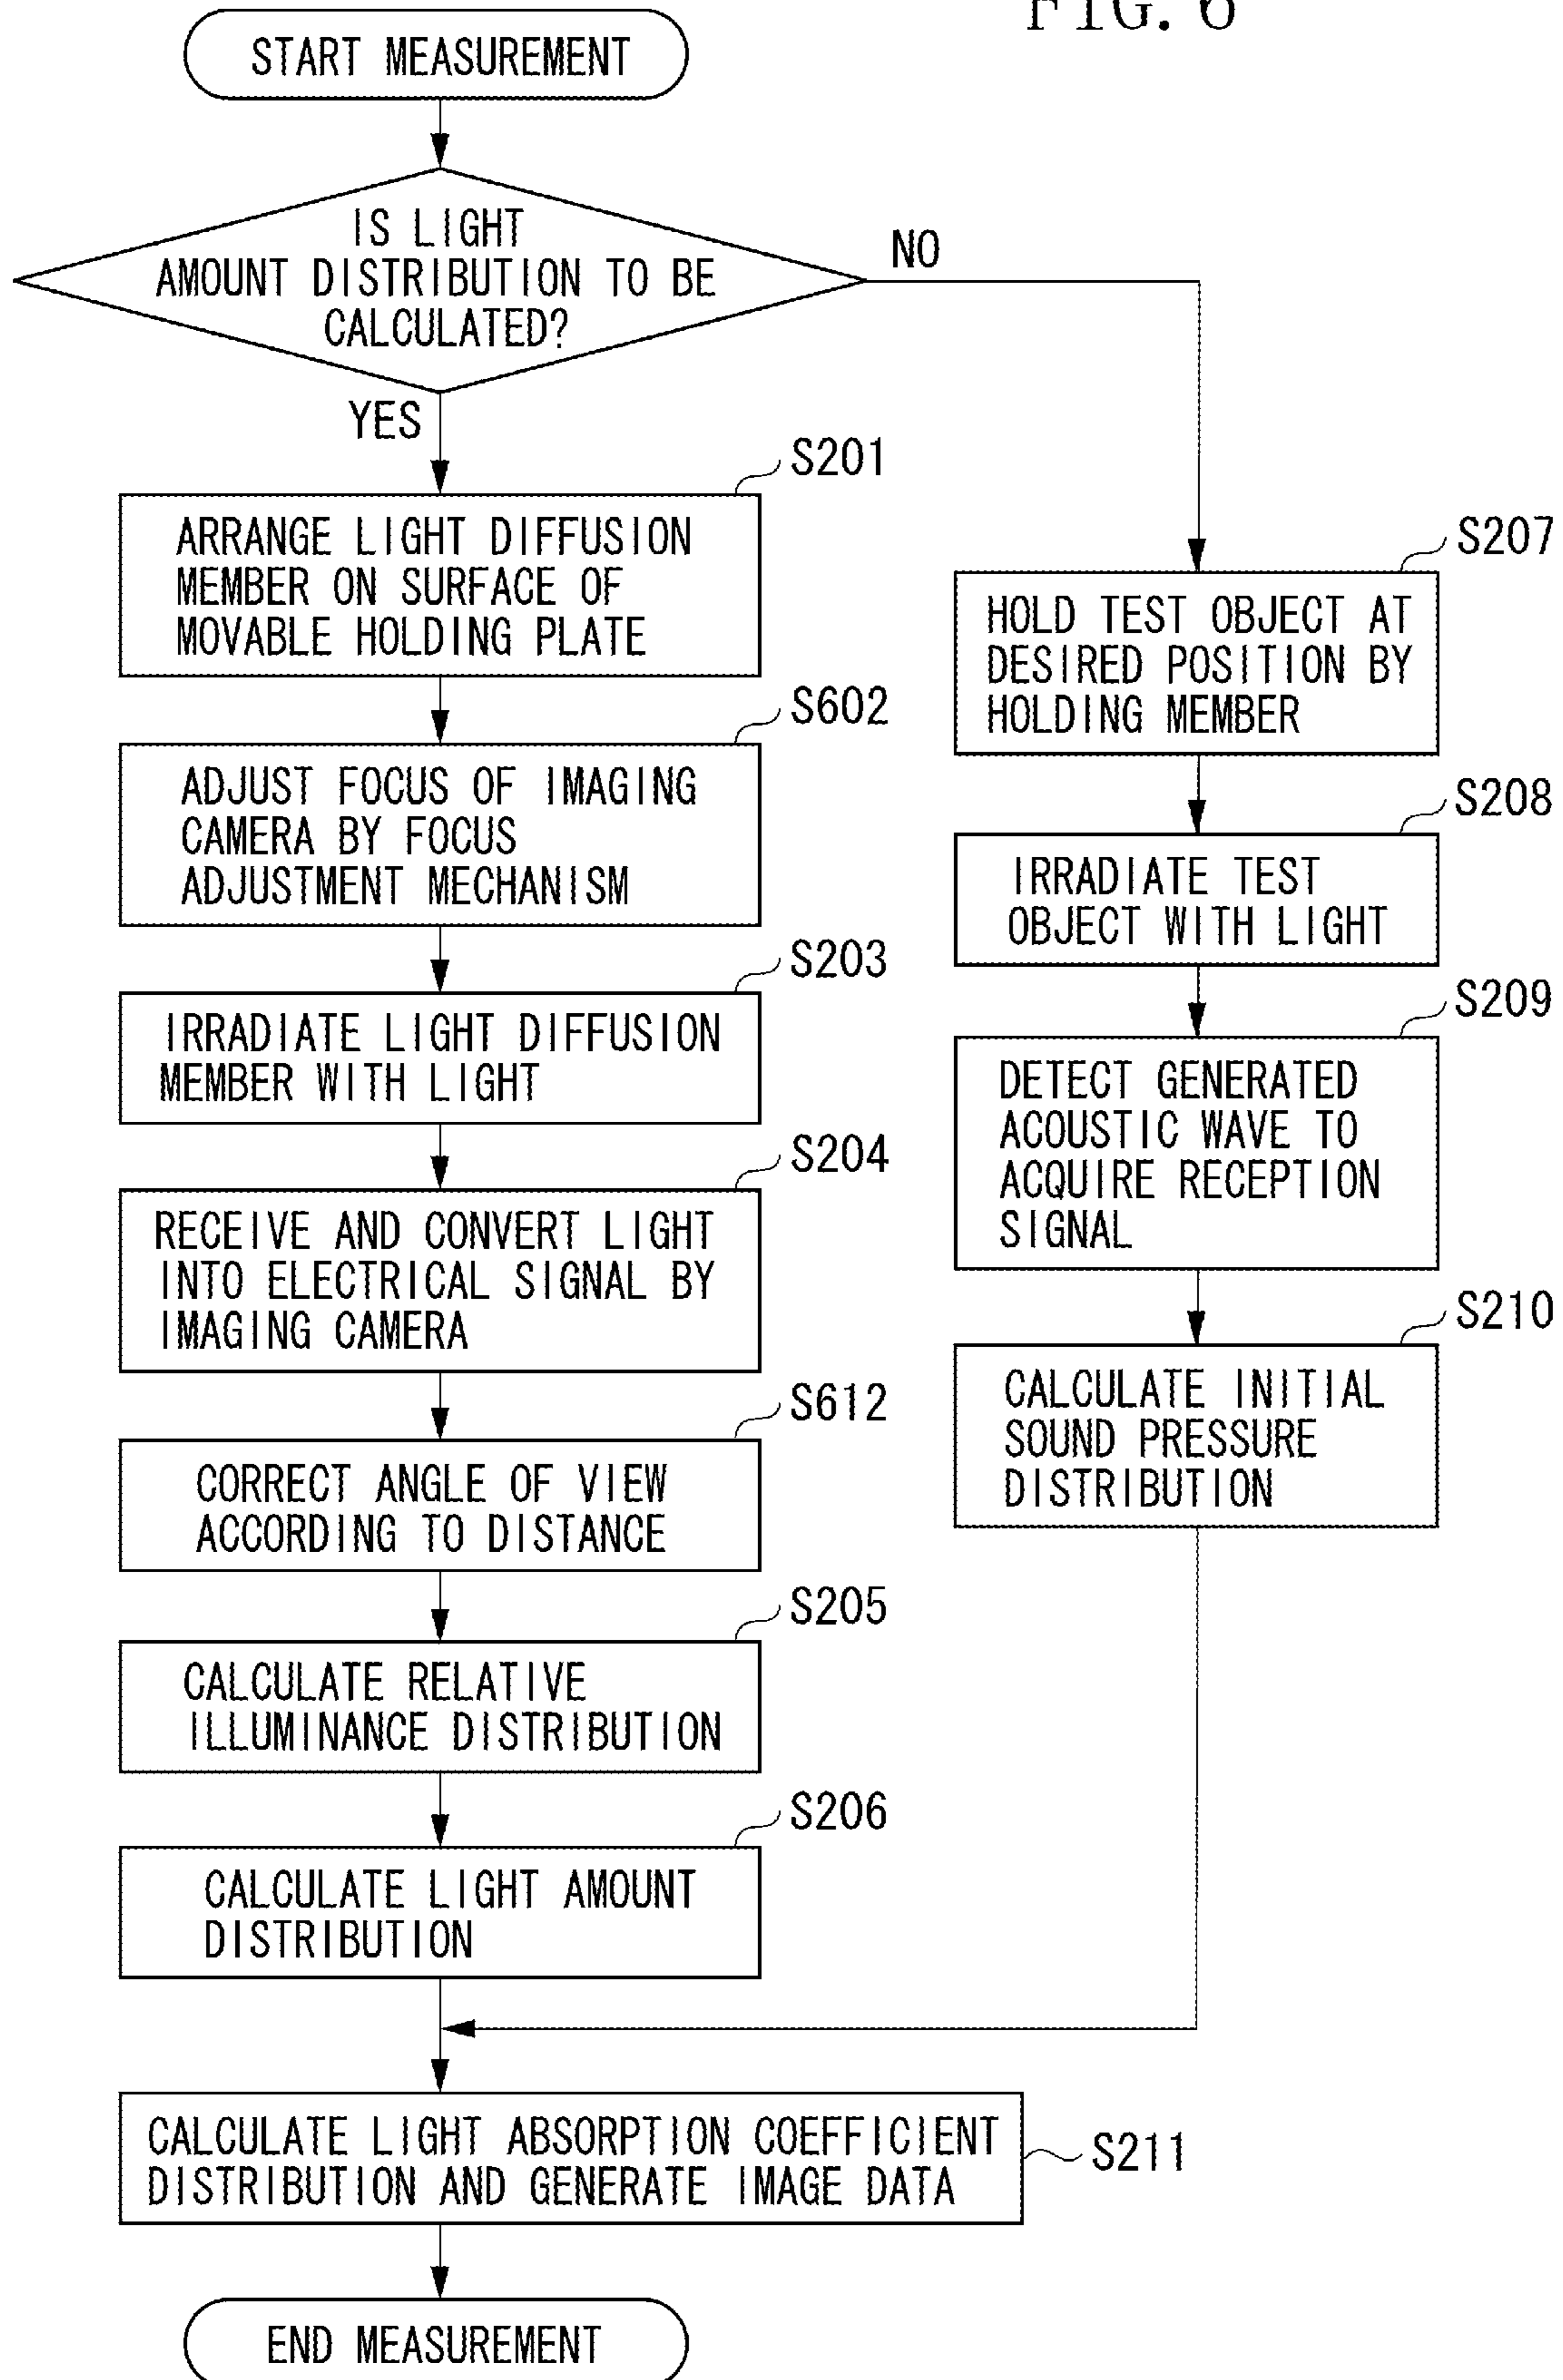 FIG. 6
START MEASUREMENT
IS LIGHT
AMOUNT DISTRIBUTION TO BE
CALCULATED?
NO
YES
S201
ARRANGE LIGHT DIFFUSION
MEMBER ON SURFACE OF
MOVABLE HOLDING PLATE
S602
ADJUST FOCUS OF IMAGING
CAMERA BY FOCUS
ADJUSTMENT MECHANISM
S203
IRRADIATE LIGHT DIFFUSION
MEMBER WITH LIGHT
S204
RECEIVE AND CONVERT LIGHT
INTO ELECTRICAL SIGNAL BY
IMAGING CAMERA
S612
CORRECT ANGLE OF VIEW
ACCORDING TO DISTANCE
S205
CALCULATE RELATIVE
ILLUMINANCE DISTRIBUTION
S206
CALCULATE LIGHT AMOUNT
DISTRIBUTION
S207
HOLD TEST OBJECT AT
DESIRED POSITION BY
HOLDING MEMBER
S208
IRRADIATE TEST
OBJECT WITH LIGHT
S209
DETECT GENERATED
ACOUSTIC WAVE TO
ACQUIRE RECEPTION
SIGNAL
S210
CALCULATE INITIAL
SOUND PRESSURE
DISTRIBUTION
CALCULATE LIGHT ABSORPTION COEFFICIENT
DISTRIBUTION AND GENERATE IMAGE DATA
S211
END MEASUREMENT